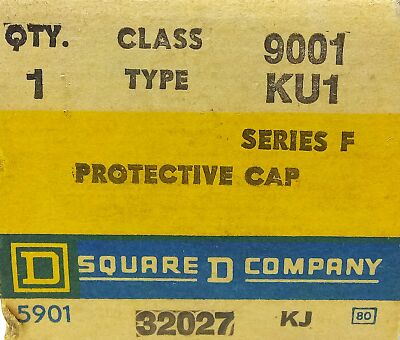 QTY. CLASS 9001
1 TYPE KU1
SERIES F
PROTECTIVE CAP
D SQUARE D COMPANY
5901 32027 KJ 80